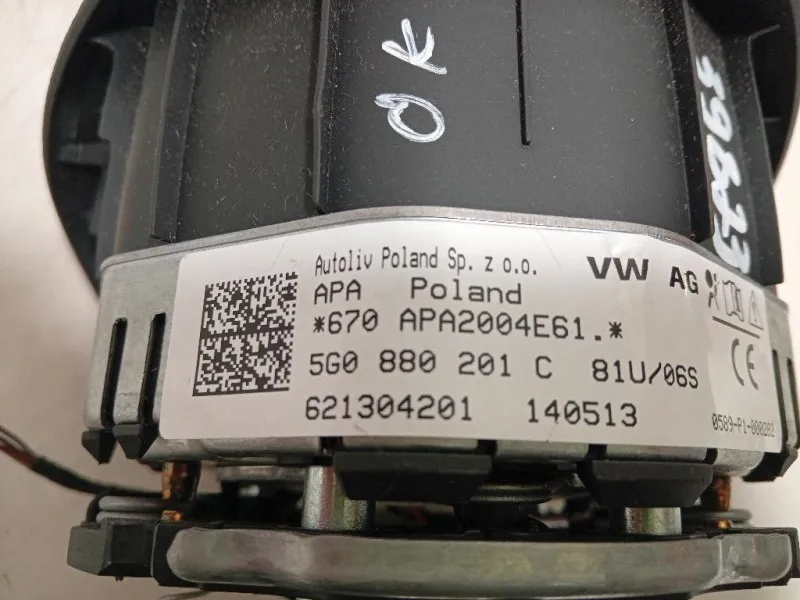 OK
Autoliv Poland Sp. z o.o.
VW AG
APA Poland
*670 APA2004E61.*
5G0 880 201 C 81U/06S
CE
621304201 140513
0589-P1-000282